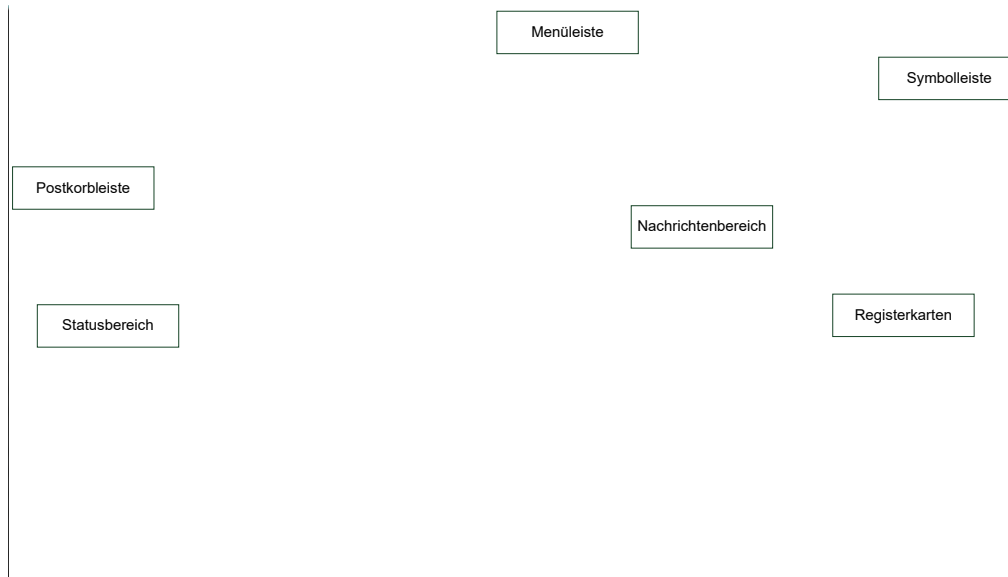 Menüleiste
Symbolleiste
Postkorbleiste
Nachrichtenbereich
Registerkarten
Statusbereich